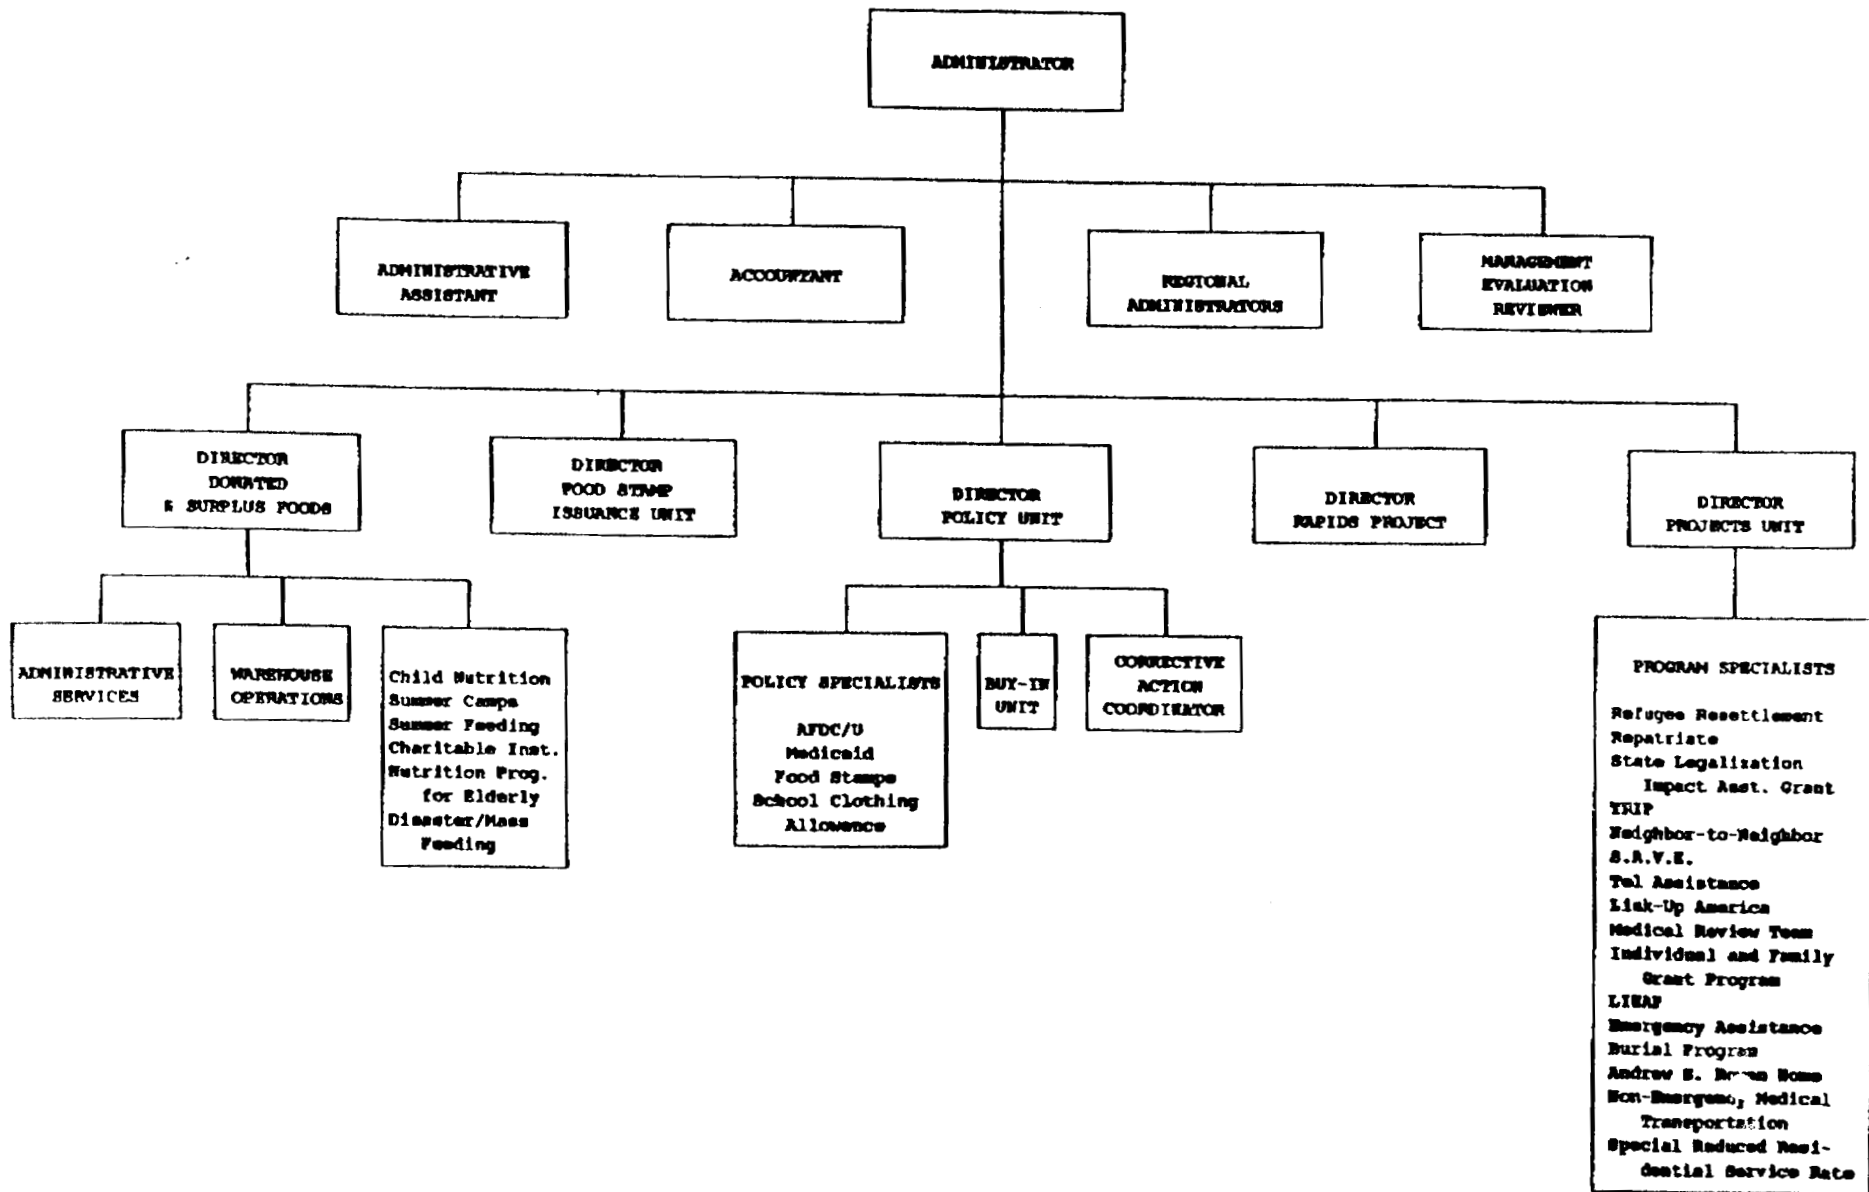 ADMINISTRATOR
ADMINISTRATIVE
ASSISTANT
ACCOUNTANT
REGIONAL
ADMINISTRATORS
MANAGEMENT
EVALUATION
REVIEWER
DIRECTOR
DONATED
& SURPLUS FOODS
DIRECTOR
FOOD STAMP
ISSUANCE UNIT
DIRECTOR
POLICY UNIT
DIRECTOR
RAPIDS PROJECT
DIRECTOR
PROJECTS UNIT
ADMINISTRATIVE
SERVICES
WAREHOUSE
OPERATIONS
Child Nutrition
Summer Camps
Summer Feeding
Charitable Inst.
Nutrition Prog.
for Elderly
Disaster/Mass
Feeding
POLICY SPECIALISTS
AFDC/U
Medicaid
Food Stamps
School Clothing
Allowance
BUY-IN
UNIT
CORRECTIVE
ACTION
COORDINATOR
PROGRAM SPECIALISTS
Refugee Resettlement
Repatriate
State Legalization
Impact Asst. Grant
TRIP
Neighbor-to-Neighbor
S.A.V.E.
Tel Assistance
Link-Up America
Medical Review Team
Individual and Family
Grant Program
LIEAP
Emergency Assistance
Burial Program
Andrew S. Home
Non-Emergency Medical
Transportation
Special Reduced Resi-
dential Service Rate